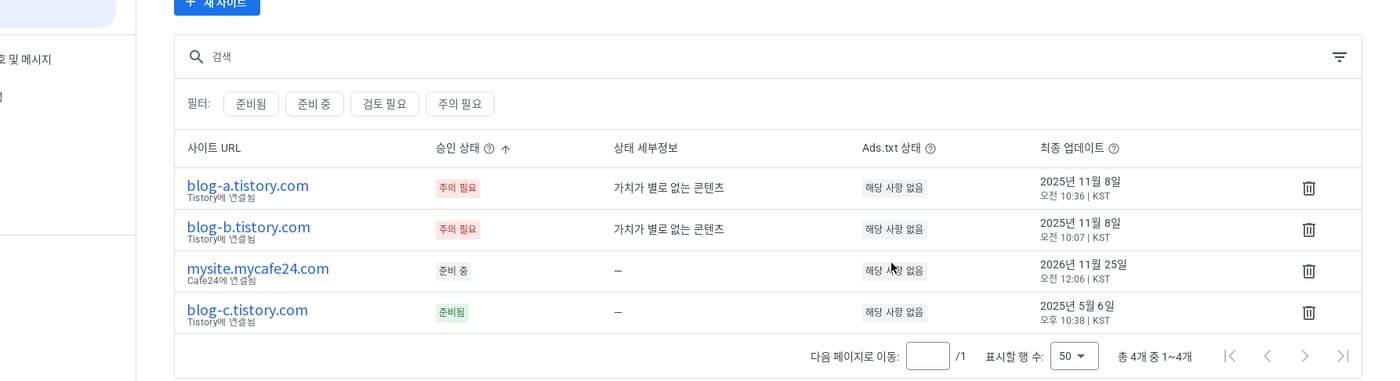 새 사이트
호 및 메시지
검색
필터: 준비됨 준비 중 검토 필요 주의 필요
사이트 URL 승인 상태 상태 세부정보 Ads.txt 상태 최종 업데이트
blog-a.tistory.com 주의 필요 가치가 별로 없는 콘텐츠 해당 사항 없음 2025년 11월 8일
Tistory에 연결됨 오전 10:36 | KST
blog-b.tistory.com 주의 필요 가치가 별로 없는 콘텐츠 해당 사항 없음 2025년 11월 8일
Tistory에 연결됨 오전 10:07 | KST
mysite.mycafe24.com 준비 중 — 해당 사항 없음 2026년 11월 25일
Cafe24에 연결됨 오전 12:06 | KST
blog-c.tistory.com 준비됨 — 해당 사항 없음 2025년 5월 6일
Tistory에 연결됨 오후 10:38 | KST
다음 페이지로 이동: /1 표시할 행 수: 50 총 4개 중 1~4개